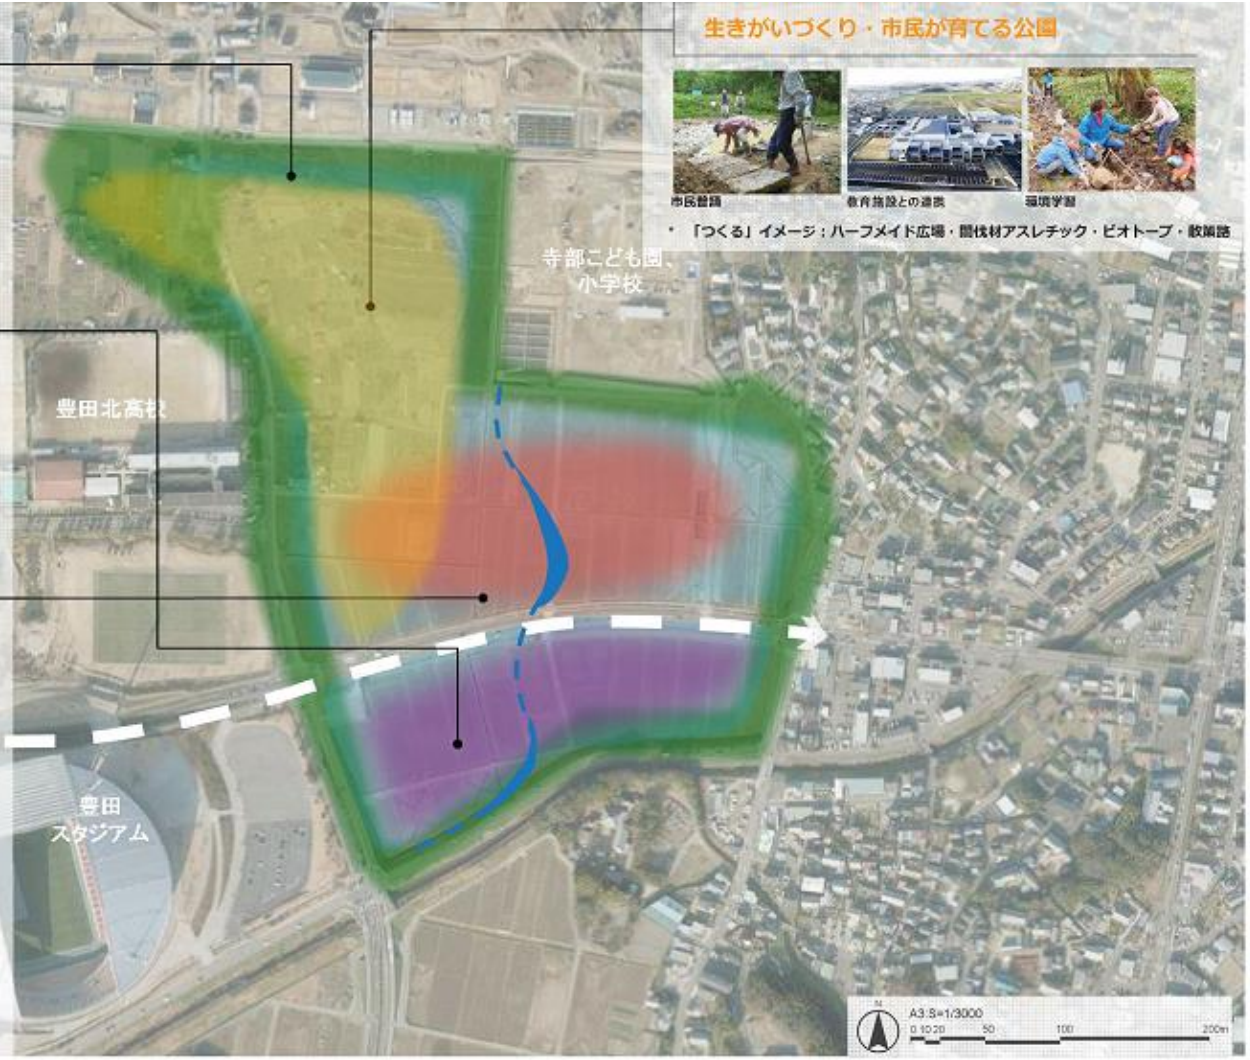 生きがいづくり・市民が育てる公園
市民普請
教育施設との連携
環境学習
* 「つくる」イメージ：ハーフメイド広場・間伐材アスレチック・ビオトープ・散策路
寺部こども園、
小学校
豊田北高校
豊田
スタジアム
N
A3:S=1/3000
0 10 20 50 100 200m